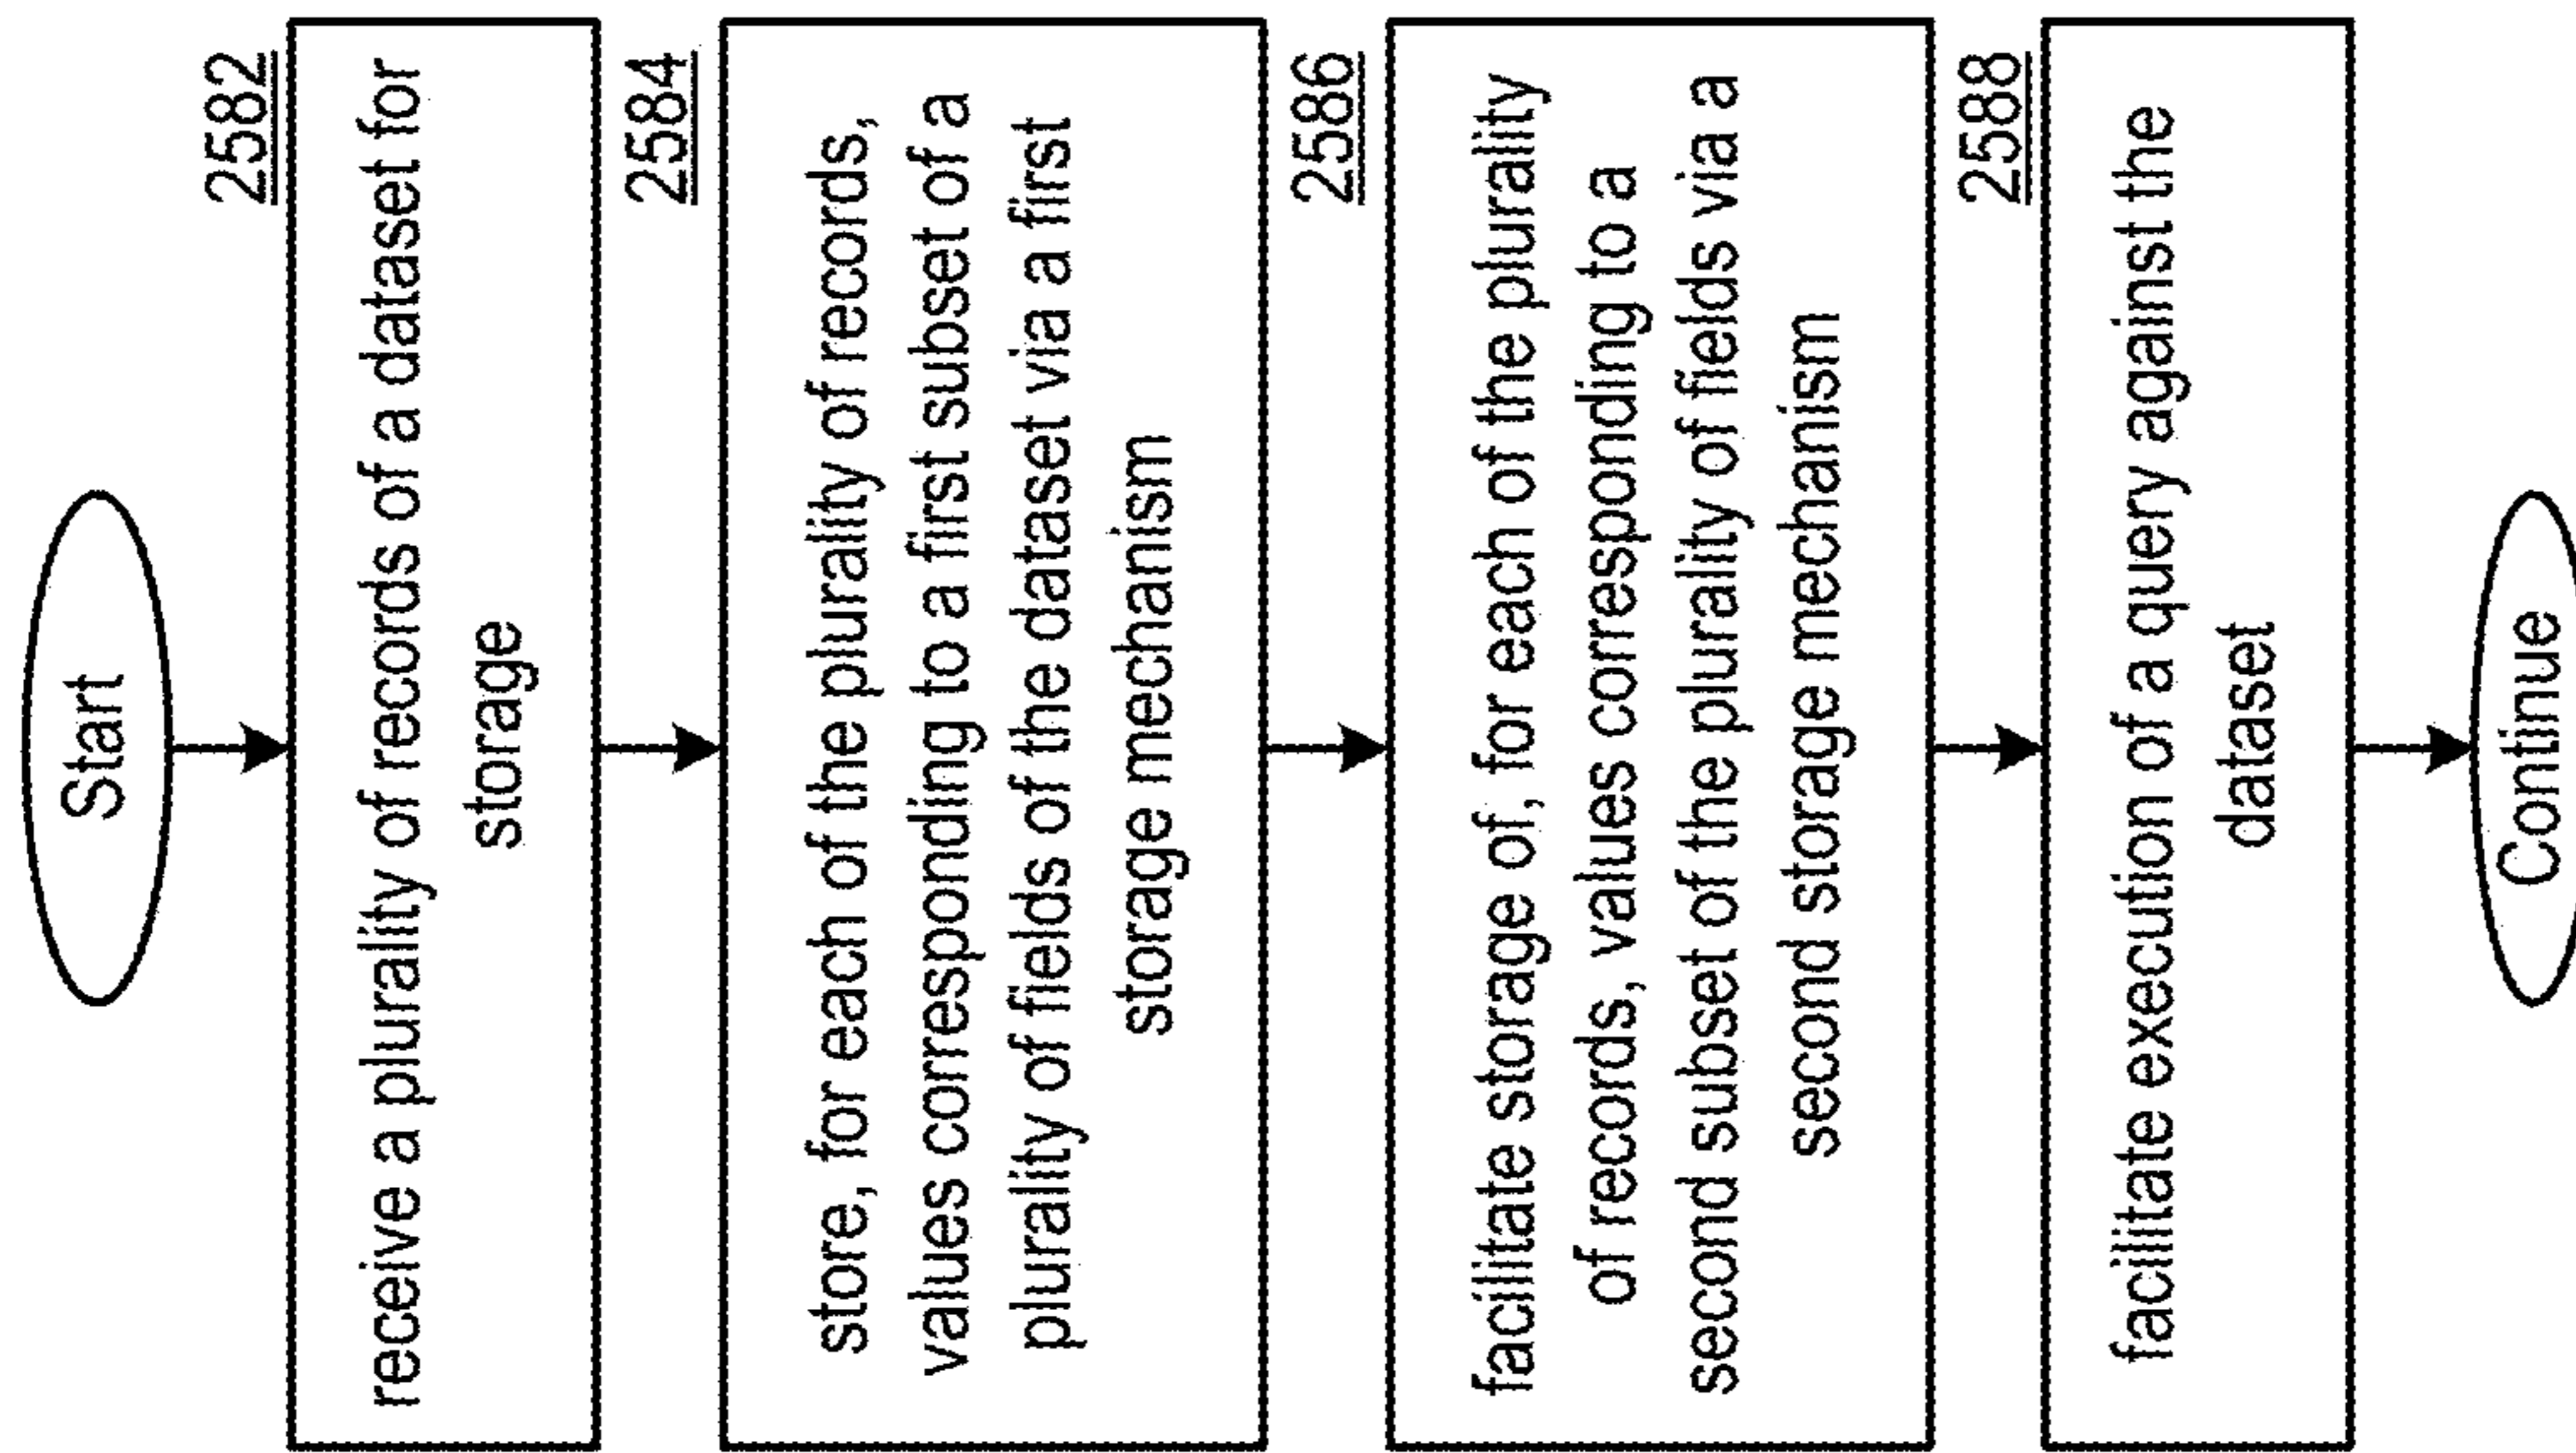 Start
2582
receive a plurality of records of a dataset for
storage
2584
store, for each of the plurality of records,
values corresponding to a first subset of a
plurality of fields of the dataset via a first
storage mechanism
2586
facilitate storage of, for each of the plurality
of records, values corresponding to a
second subset of the plurality of fields via a
second storage mechanism
2588
facilitate execution of a query against the
dataset
Continue